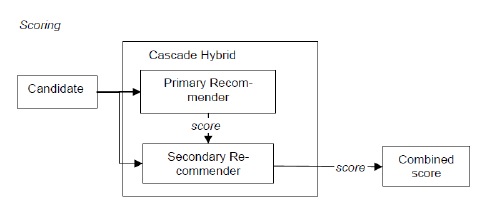 Scoring
Cascade Hybrid
Candidate
Primary Recom-
mender
score
Secondary Re-
commender
score
Combined
score